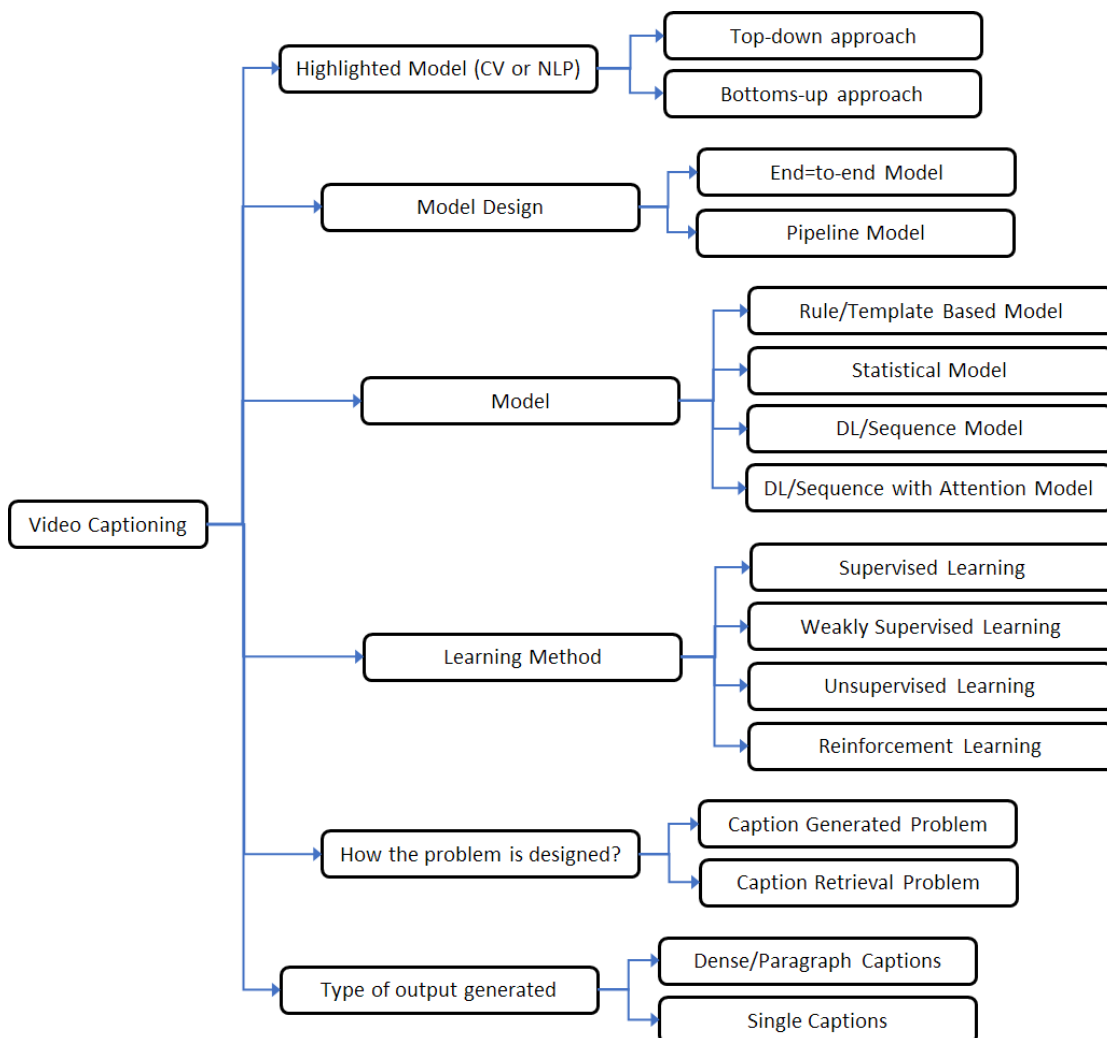 Video Captioning
Highlighted Model (CV or NLP)
Top-down approach
Bottoms-up approach
Model Design
End=to-end Model
Pipeline Model
Model
Rule/Template Based Model
Statistical Model
DL/Sequence Model
DL/Sequence with Attention Model
Learning Method
Supervised Learning
Weakly Supervised Learning
Unsupervised Learning
Reinforcement Learning
How the problem is designed?
Caption Generated Problem
Caption Retrieval Problem
Type of output generated
Dense/Paragraph Captions
Single Captions